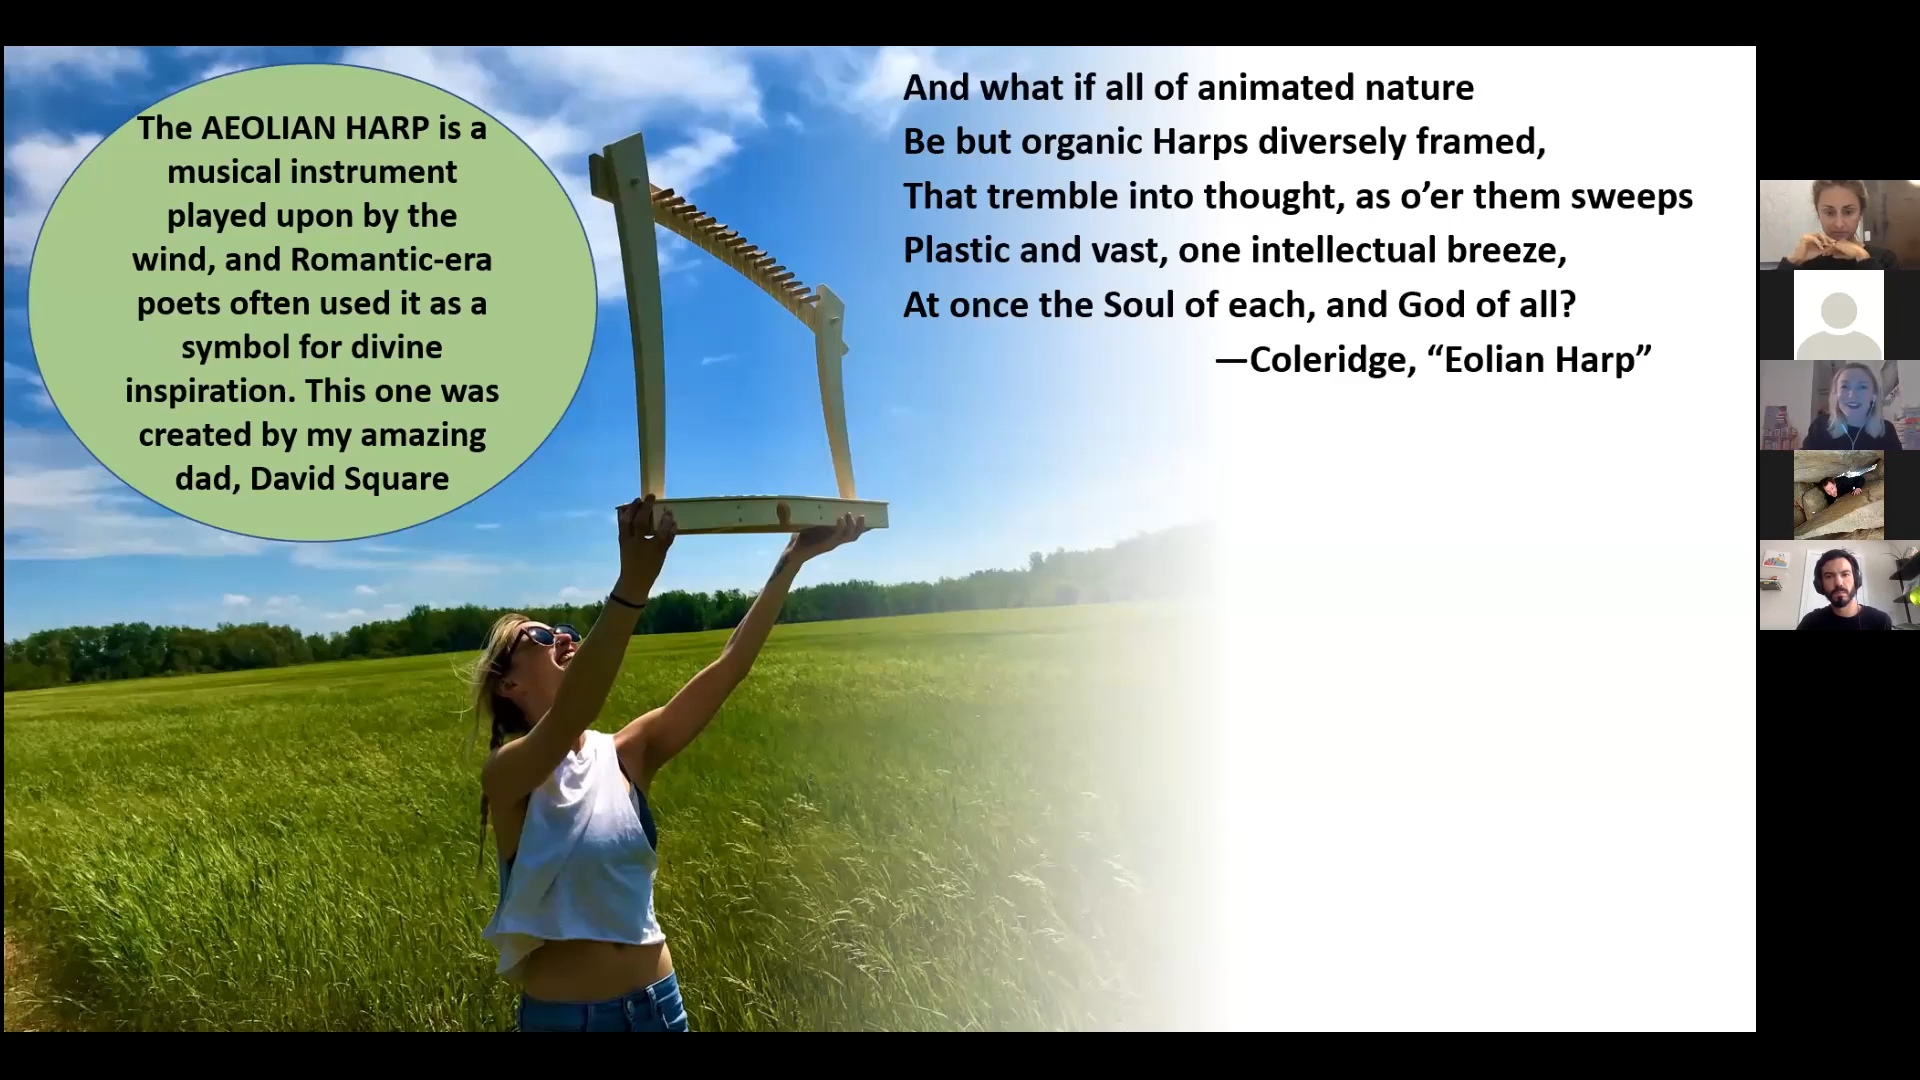 The AEOLIAN HARP is a
musical instrument
played upon by the
wind, and Romantic-era
poets often used it as a
symbol for divine
inspiration. This one was
created by my amazing
dad, David Square
And what if all of animated nature
Be but organic Harps diversely framed,
That tremble into thought, as o’er them sweeps
Plastic and vast, one intellectual breeze,
At once the Soul of each, and God of all?
—Coleridge, “Eolian Harp”